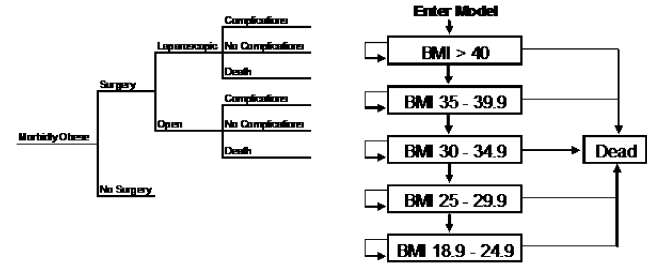 Complications
Laparoscopic
No Complications
Death
Surgery
Complications
Open
No Complications
Death
Morbidly Obese
No Surgery
Enter Model
BMI > 40
BMI 35 - 39.9
BMI 30 - 34.9
Dead
BMI 25 - 29.9
BMI 18.9 - 24.9